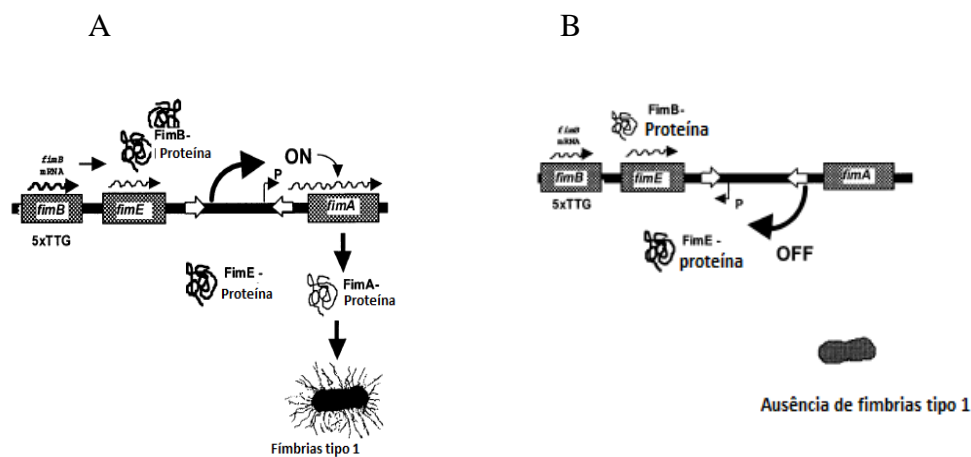 A
FimB-
Proteína
fimB
mRNA
ON
P
fimB
fimE
fimA
5xTTG
FimE -
Proteína
FimA-
Proteína
Fímbrias tipo 1
B
FimB-
Proteína
fimB
mRNA
fimB
fimE
fimA
P
5xTTG
FimE -
proteína
OFF
Ausência de fimbrias tipo 1